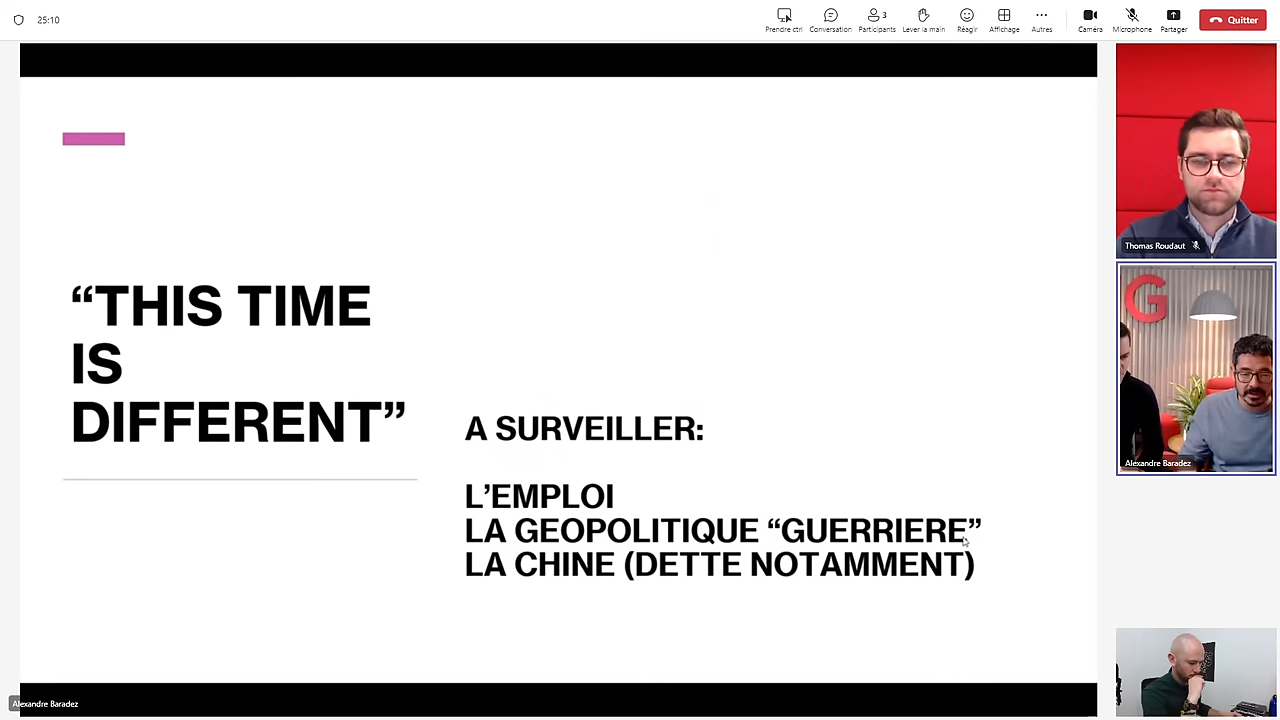 25:10
Prendre ctrl
Conversation
3
Participants
Lever la main
Réagir
Affichage
Autres
Caméra
Microphone
Partager
Quitter
“THIS TIME
IS
DIFFERENT”
A SURVEILLER:
L’EMPLOI
LA GEOPOLITIQUE “GUERRIERE”
LA CHINE (DETTE NOTAMMENT)
Thomas Roudaut
G
Alexandre Baradez
Alexandre Baradez